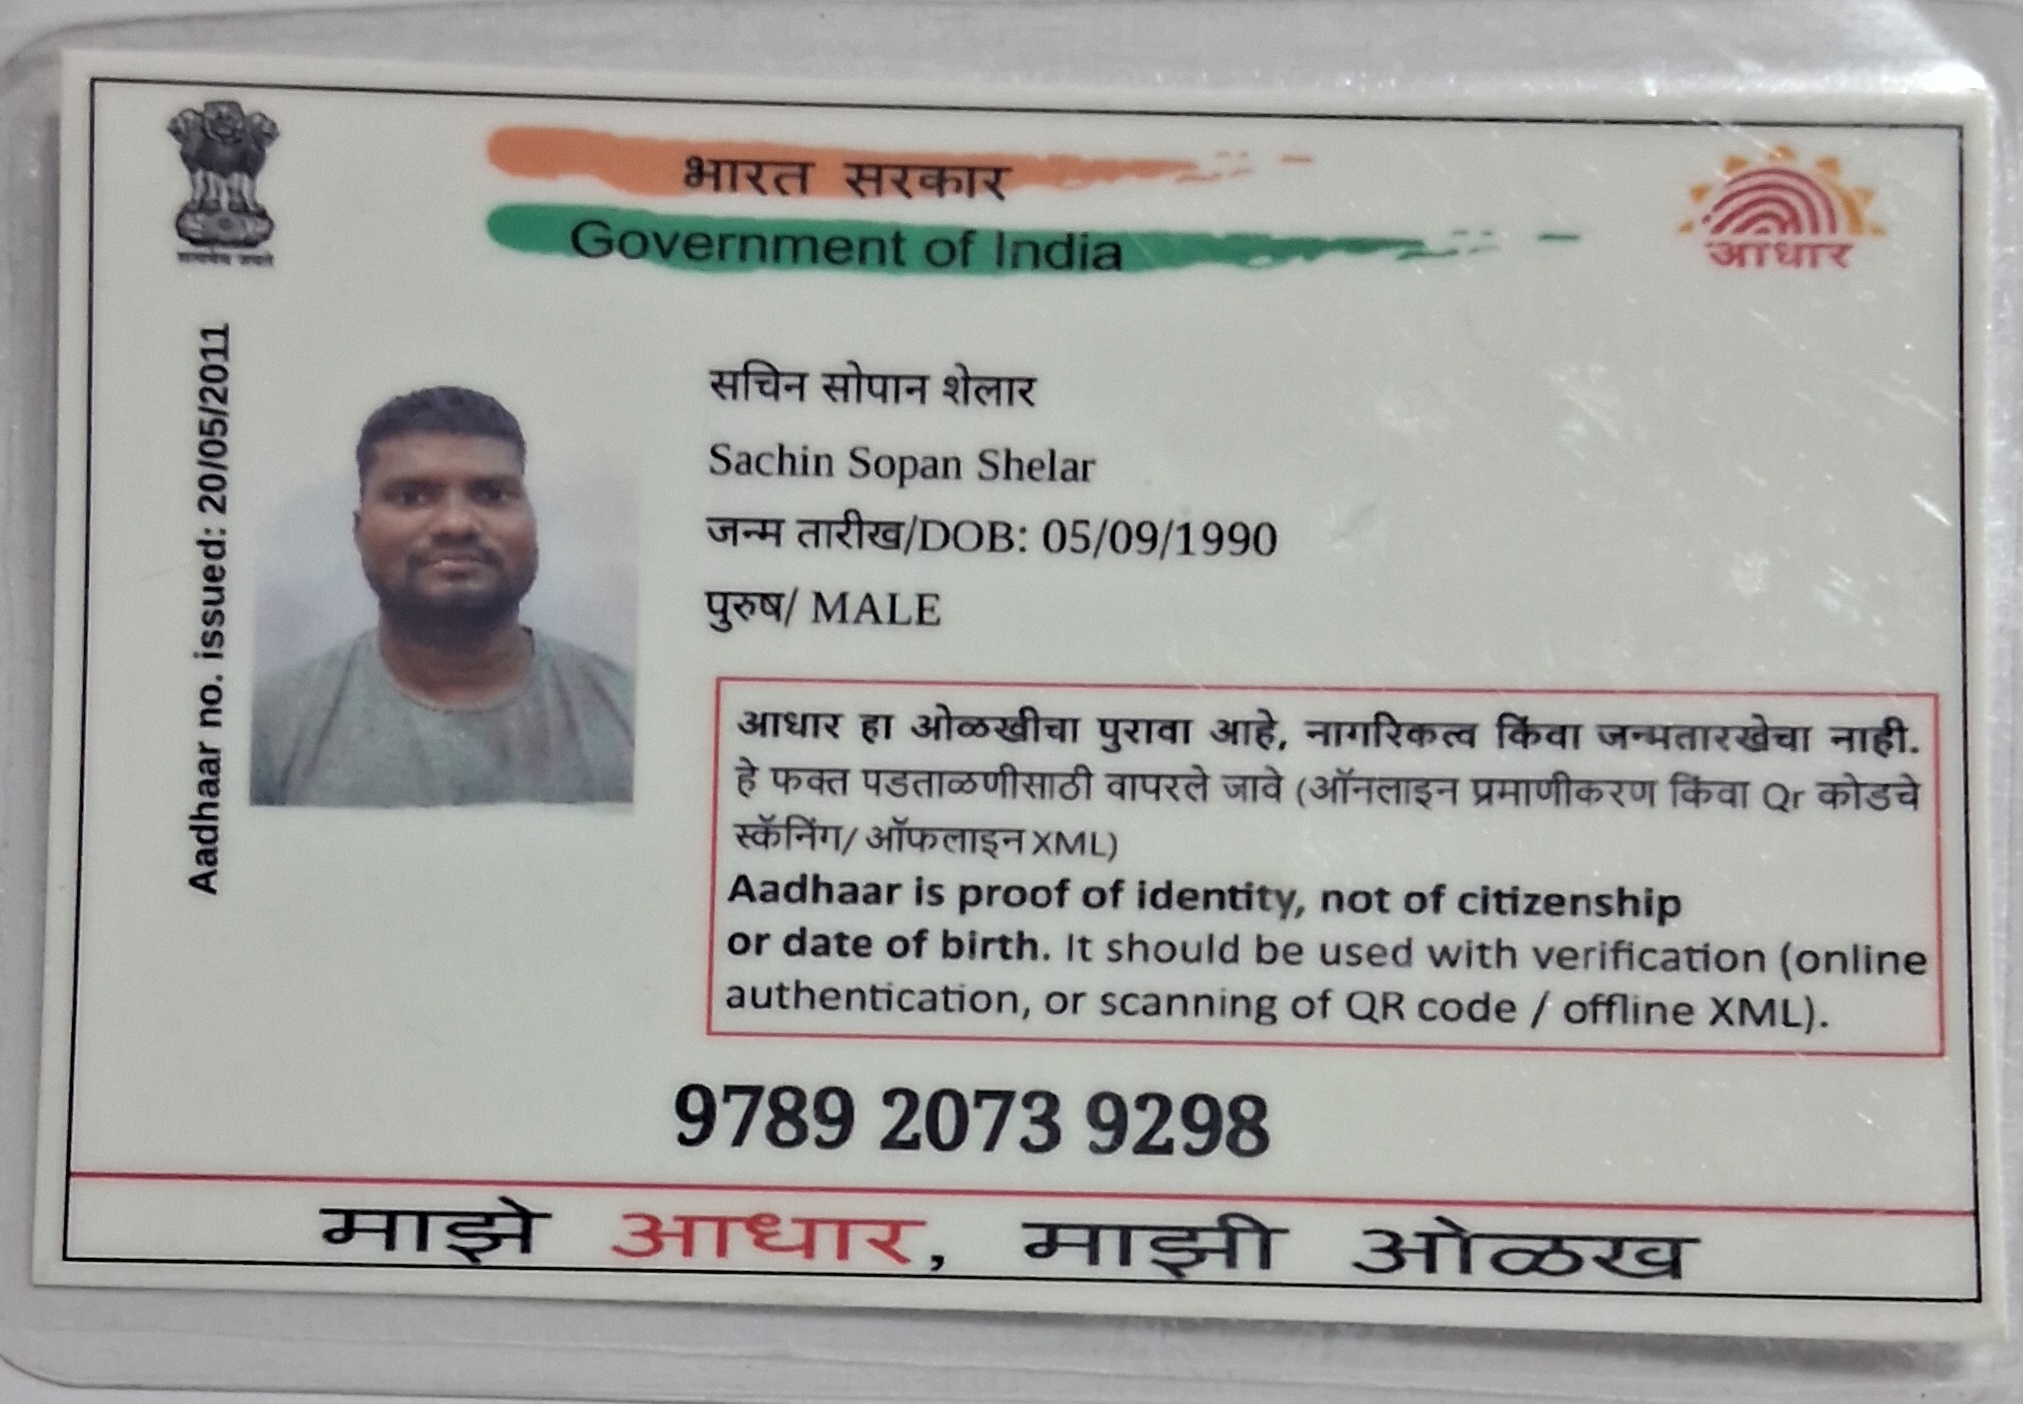 भारत सरकार
Government of India
आधार
Aadhaar no. issued: 20/05/2011
सचिन सोपान शेलार
Sachin Sopan Shelar
जन्म तारीख/DOB: 05/09/1990
पुरुष/ MALE
आधार हा ओळखीचा पुरावा आहे, नागरिकत्व किंवा जन्मतारखेचा नाही.
हे फक्त पडताळणीसाठी वापरले जावे (ऑनलाइन प्रमाणीकरण किंवा Qr कोडचे
स्कॅनिंग/ ऑफलाइन XML)
Aadhaar is proof of identity, not of citizenship
or date of birth. It should be used with verification (online
authentication, or scanning of QR code / offline XML).
9789 2073 9298
माझे आधार, माझी ओळख